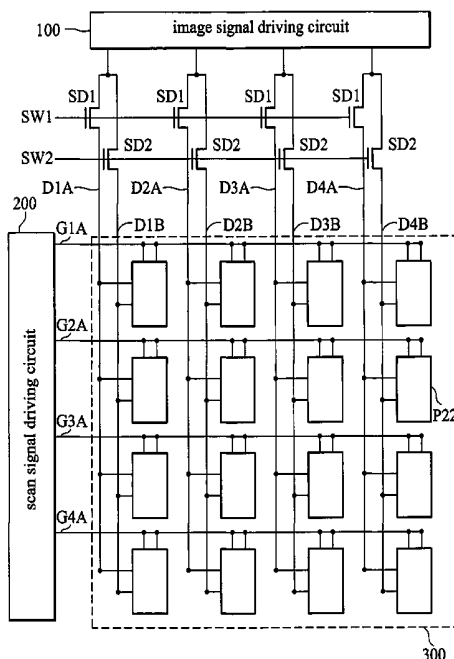 100
image signal driving circuit
SD1 SD1 SD1 SD1
SW1
SW2
SD2 SD2 SD2 SD2
D1A D2A D3A D4A
200
G1A D1B D2B D3B D4B
scan signal driving circuit
G2A
P22
G3A
G4A
300